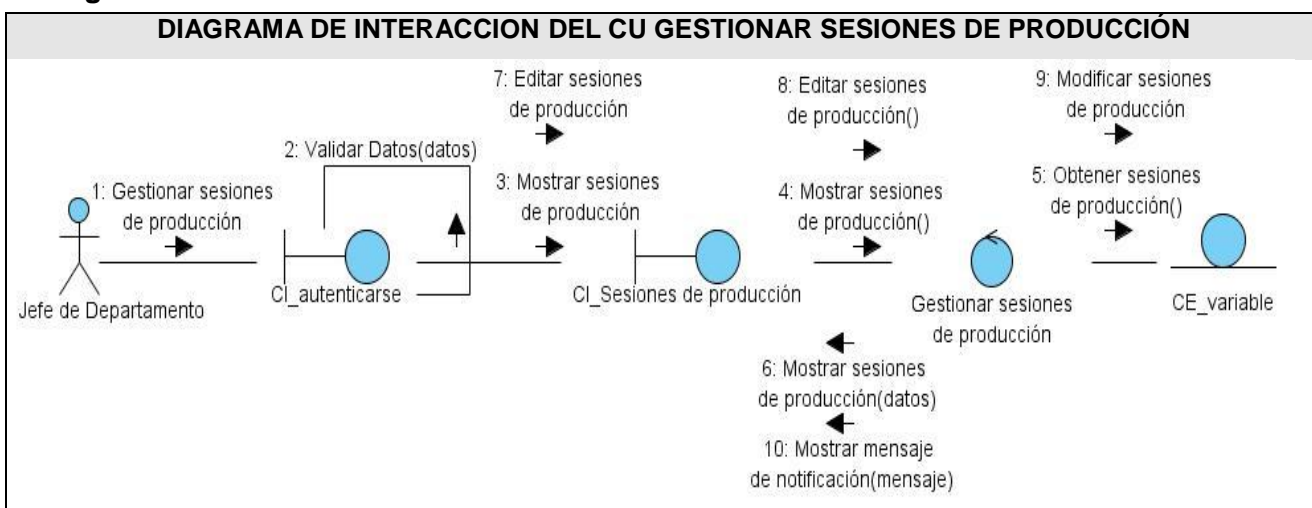 DIAGRAMA DE INTERACCION DEL CU GESTIONAR SESIONES DE PRODUCCIÓN
7: Editar sesiones
de producción
8: Editar sesiones
de producción()
9: Modificar sesiones
de producción
2: Validar Datos(datos)
1: Gestionar sesiones
de producción
3: Mostrar sesiones
de producción
4: Mostrar sesiones
de producción()
5: Obtener sesiones
de producción()
Jefe de Departamento
CI_autenticarse
CI_Sesiones de producción
Gestionar sesiones
de producción
CE_variable
6: Mostrar sesiones
de producción(datos)
10: Mostrar mensaje
de notificación(mensaje)